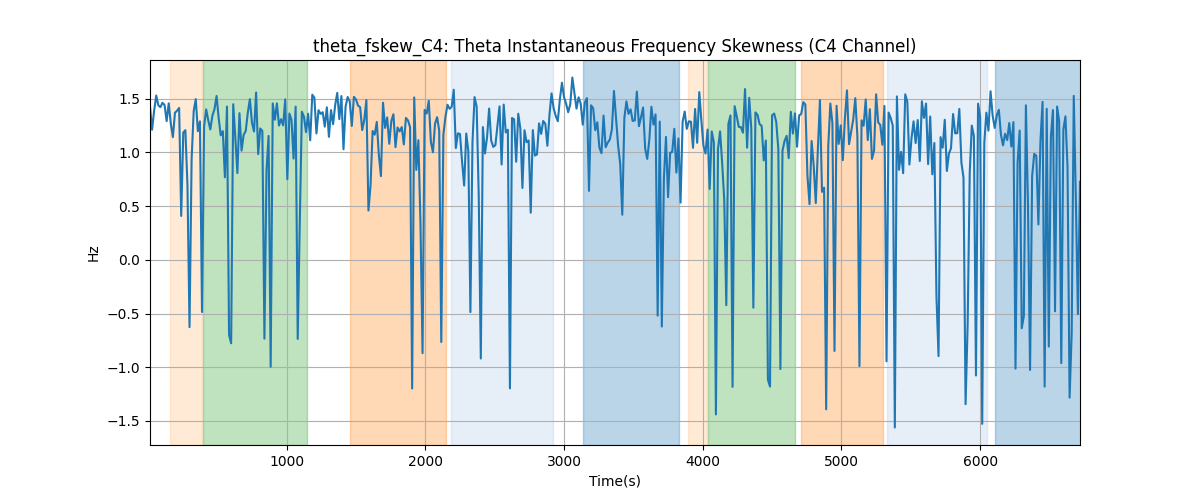 theta_fskew_C4: Theta Instantaneous Frequency Skewness (C4 Channel)
1.5
1.0
0.5
0.0
−0.5
−1.0
−1.5
Hz
1000 2000 3000 4000 5000 6000
Time(s)